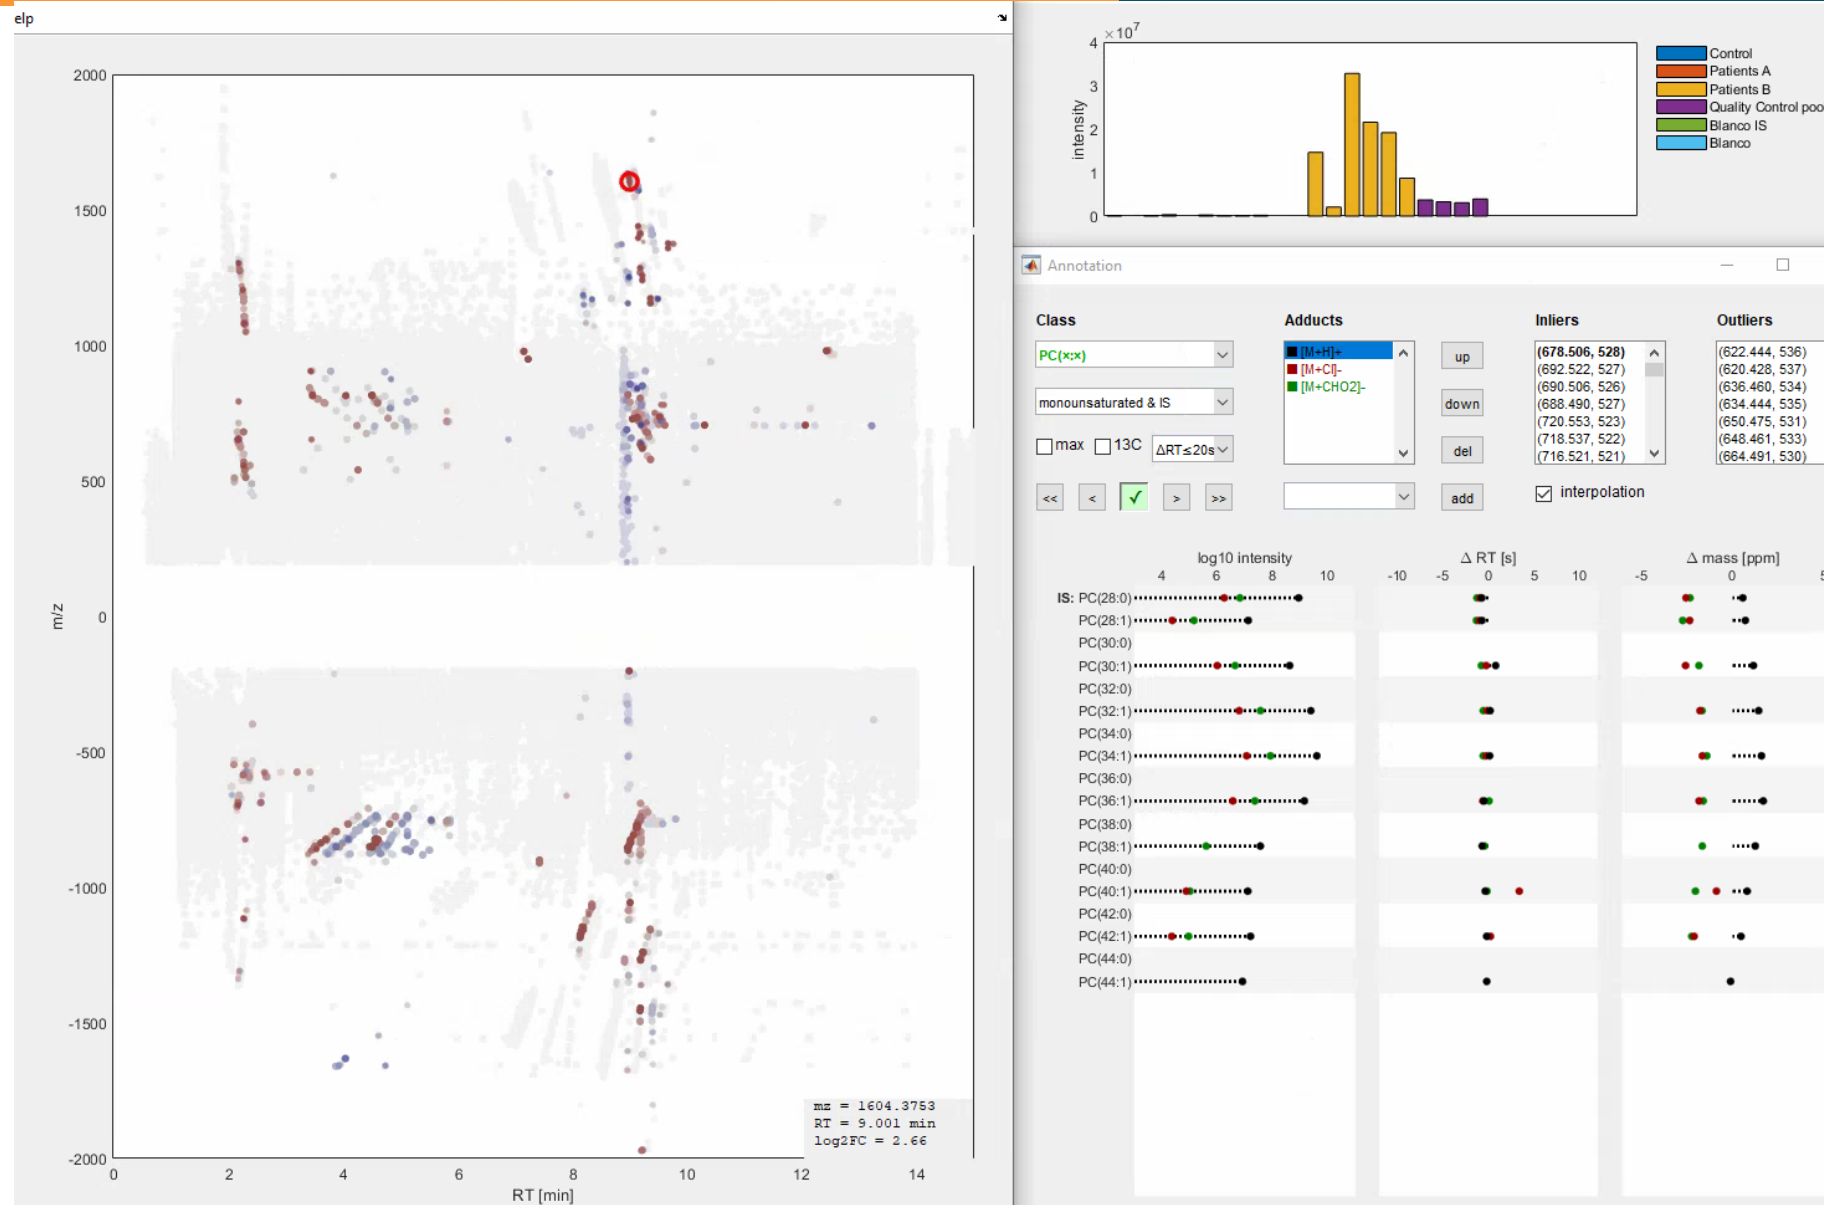 elp
2000
1500
1000
500
0
-500
-1000
-1500
-2000
m/z
0
2
4
6
8
10
12
14
RT [min]
mz = 1604.3753
RT = 9.001 min
log2FC = 2.66
×10^7
4
3
2
1
0
intensity
Control
Patients A
Patients B
Quality Control poo
Blanco IS
Blanco
Annotation
Class
Adducts
Inliers
Outliers
PC(×:×)
monounsaturated & IS
max
13C
ΔRT≤20s
<<
<
✓
>
>>
[M+H]+
[M+Cl]-
[M+CHO2]-
up
down
del
add
(678.506, 528)
(692.522, 527)
(690.506, 526)
(688.490, 527)
(720.553, 523)
(718.537, 522)
(716.521, 521)
interpolation
(622.444, 536)
(620.428, 537)
(636.460, 534)
(634.444, 535)
(650.475, 531)
(648.461, 533)
(664.491, 530)
log10 intensity
4 6 8 10
Δ RT [s]
-10 -5 0 5 10
Δ mass [ppm]
-5 0 5
IS: PC(28:0)
PC(28:1)
PC(30:0)
PC(30:1)
PC(32:0)
PC(32:1)
PC(34:0)
PC(34:1)
PC(36:0)
PC(36:1)
PC(38:0)
PC(38:1)
PC(40:0)
PC(40:1)
PC(42:0)
PC(42:1)
PC(44:0)
PC(44:1)